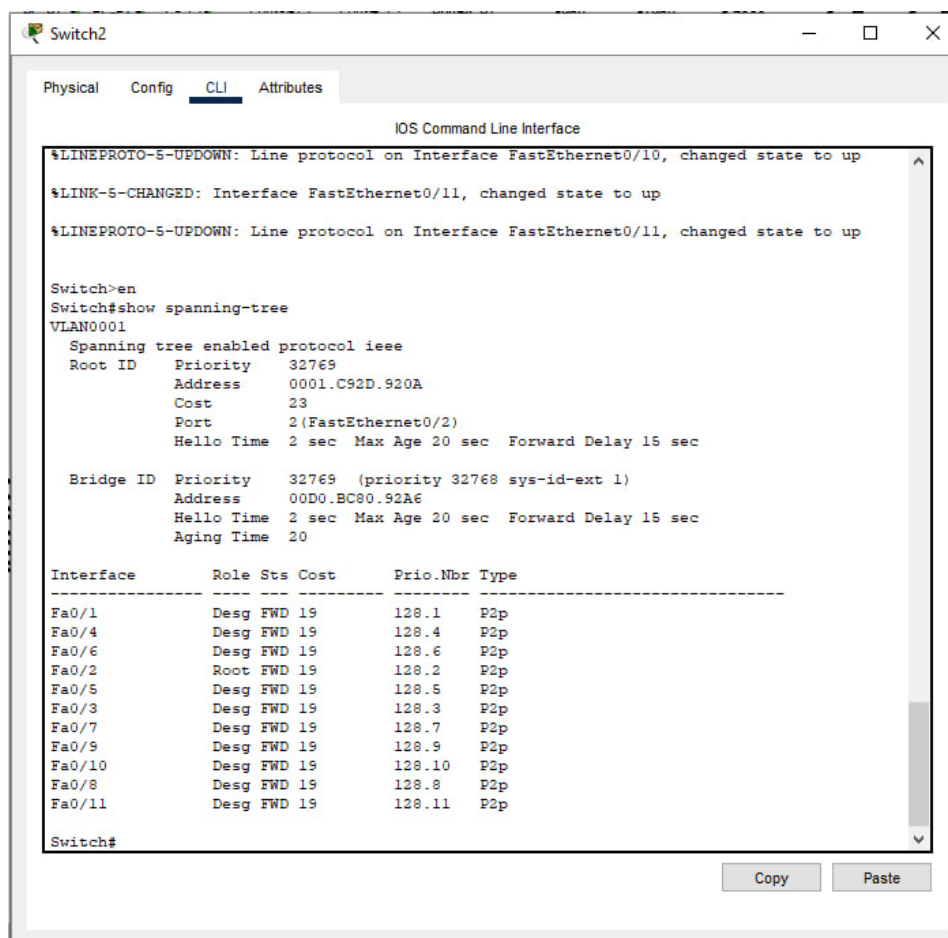 Switch2
Physical Config CLI Attributes
IOS Command Line Interface
%LINEPROTO-5-UPDOWN: Line protocol on Interface FastEthernet0/10, changed state to up
%LINK-5-CHANGED: Interface FastEthernet0/11, changed state to up
%LINEPROTO-5-UPDOWN: Line protocol on Interface FastEthernet0/11, changed state to up
Switch>en
Switch#show spanning-tree
VLAN0001
Spanning tree enabled protocol ieee
Root ID Priority 32769
Address 0001.C92D.920A
Cost 23
Port 2(FastEthernet0/2)
Hello Time 2 sec Max Age 20 sec Forward Delay 15 sec
Bridge ID Priority 32769 (priority 32768 sys-id-ext 1)
Address 00D0.BC80.92A6
Hello Time 2 sec Max Age 20 sec Forward Delay 15 sec
Aging Time 20
Interface Role Sts Cost Prio.Nbr Type
---------------- ---- --- --------- -------- --------------------------------
Fa0/1 Desg FWD 19 128.1 P2p
Fa0/4 Desg FWD 19 128.4 P2p
Fa0/6 Desg FWD 19 128.6 P2p
Fa0/2 Root FWD 19 128.2 P2p
Fa0/5 Desg FWD 19 128.5 P2p
Fa0/3 Desg FWD 19 128.3 P2p
Fa0/7 Desg FWD 19 128.7 P2p
Fa0/9 Desg FWD 19 128.9 P2p
Fa0/10 Desg FWD 19 128.10 P2p
Fa0/8 Desg FWD 19 128.8 P2p
Fa0/11 Desg FWD 19 128.11 P2p
Switch#
Copy Paste